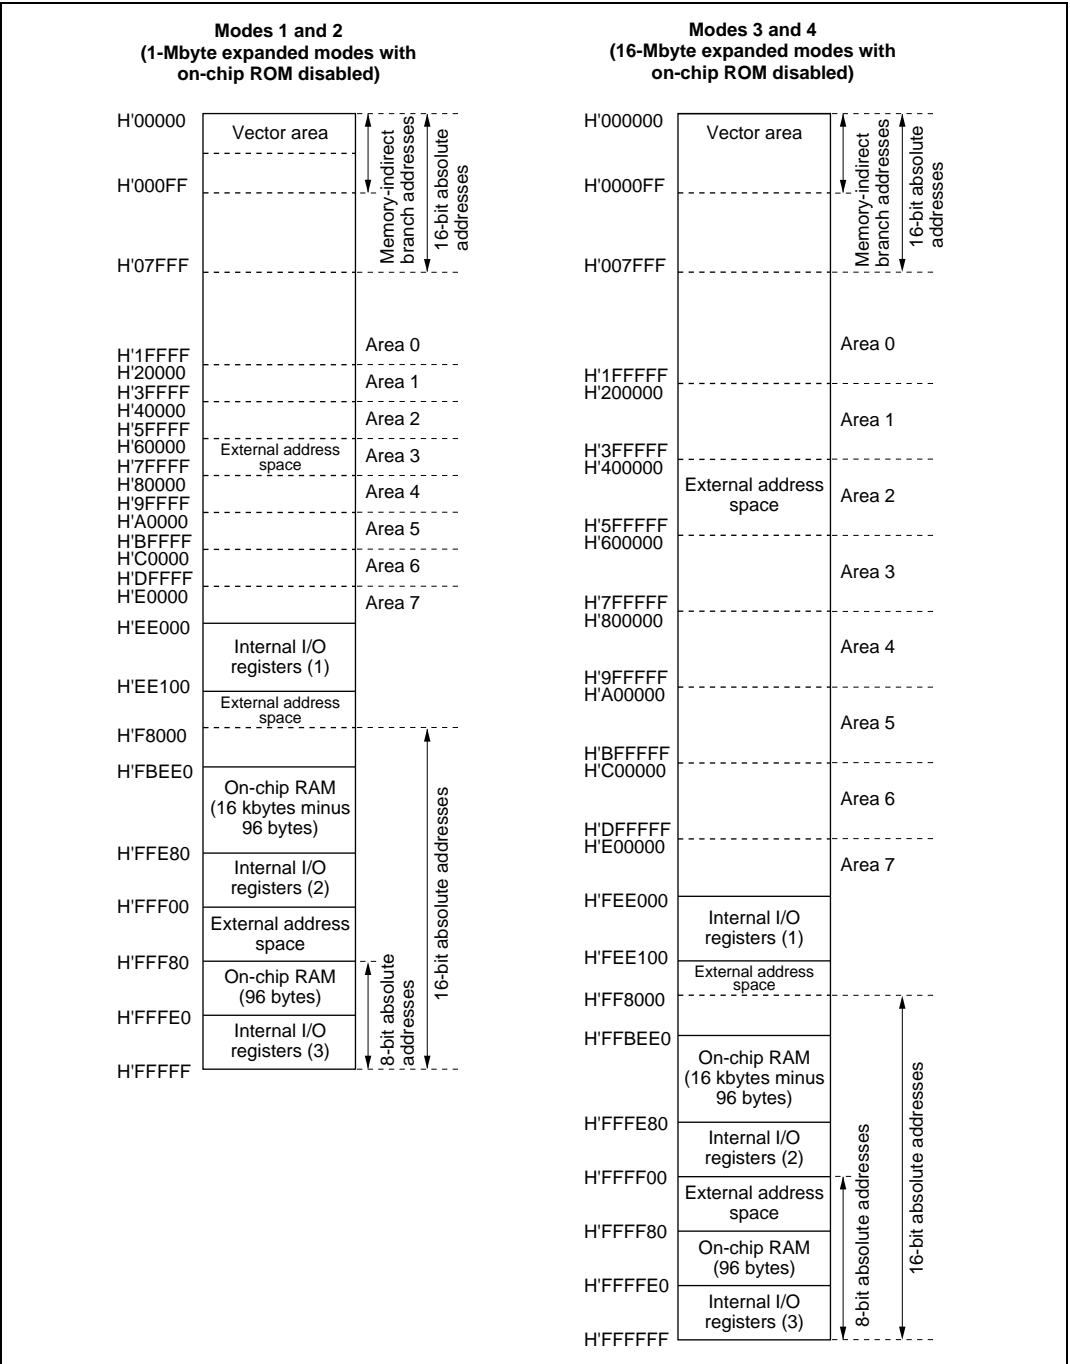 Modes 1 and 2
(1-Mbyte expanded modes with
on-chip ROM disabled)
H'00000
Vector area
H'000FF
H'07FFF
Memory-indirect
branch addresses
16-bit absolute
addresses
H'1FFFF
H'20000
H'3FFFF
H'40000
H'5FFFF
H'60000
H'7FFFF
H'80000
H'9FFFF
H'A0000
H'BFFFF
H'C0000
H'DFFFF
H'E0000
External address
space
Area 0
Area 1
Area 2
Area 3
Area 4
Area 5
Area 6
Area 7
H'EE000
Internal I/O
registers (1)
H'EE100
External address
space
H'F8000
H'FBEE0
On-chip RAM
(16 kbytes minus
96 bytes)
H'FFE80
Internal I/O
registers (2)
H'FFF00
External address
space
H'FFF80
On-chip RAM
(96 bytes)
H'FFFE0
Internal I/O
registers (3)
H'FFFFF
8-bit absolute
addresses
16-bit absolute addresses
Modes 3 and 4
(16-Mbyte expanded modes with
on-chip ROM disabled)
H'000000
Vector area
H'0000FF
H'007FFF
Memory-indirect
branch addresses
16-bit absolute
addresses
H'1FFFFF
H'200000
H'3FFFFF
H'400000
H'5FFFFF
H'600000
H'7FFFFF
H'800000
H'9FFFFF
H'A00000
H'BFFFFF
H'C00000
H'DFFFFF
H'E00000
External address
space
Area 0
Area 1
Area 2
Area 3
Area 4
Area 5
Area 6
Area 7
H'FEE000
Internal I/O
registers (1)
H'FEE100
External address
space
H'FF8000
H'FFBEE0
On-chip RAM
(16 kbytes minus
96 bytes)
H'FFFE80
Internal I/O
registers (2)
H'FFFF00
External address
space
H'FFFF80
On-chip RAM
(96 bytes)
H'FFFFE0
Internal I/O
registers (3)
H'FFFFFF
8-bit absolute addresses
16-bit absolute addresses